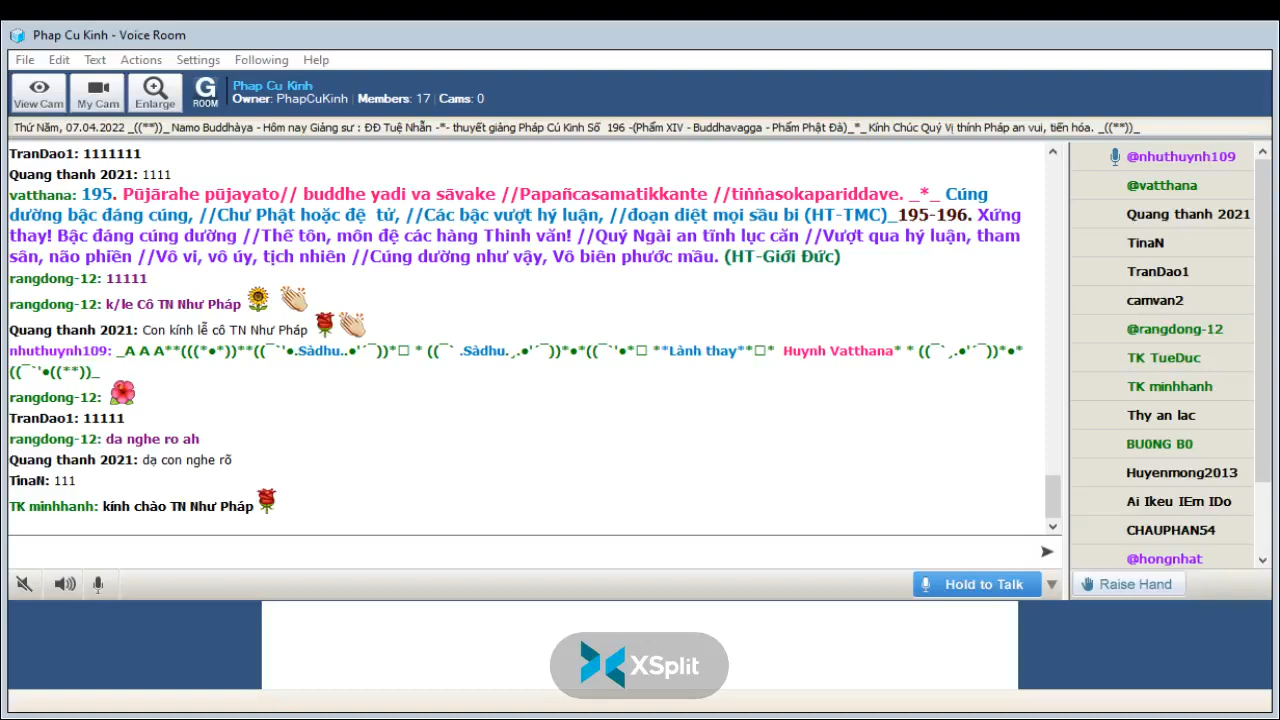 Phap Cu Kinh - Voice Room
File Edit Text Actions Settings Following Help
View Cam My Cam Enlarge G ROOM
Phap Cu Kinh
Owner: PhapCuKinh | Members: 17 | Cams: 0
Thứ Năm, 07.04.2022 _((**))_ Namo Buddhàya - Hôm nay Giảng sư : ĐĐ Tuệ Nhẫn -*- thuyết giảng Pháp Cú Kinh Số 196 -(Phẩm XIV - Buddhavagga - Phẩm Phật Đà)_*_ Kính Chúc Quý Vị thính Pháp an vui, tiến hóa. _((**))_
TranDao1: 1111111
Quang thanh 2021: 1111
vatthana: 195. Pūjārahe pūjayato// buddhe yadi va sāvake //Papañcasamatikkante //tiṅṅasokapariddave. _*_ Cúng
dường bậc đáng cúng, //Chư Phật hoặc đệ tử, //Các bậc vượt hý luận, //đoạn diệt mọi sầu bi (HT-TMC)_195-196. Xứng
thay! Bậc đáng cúng dường //Thế tôn, môn đệ các hàng Thinh văn! //Quý Ngài an tĩnh lục căn //Vượt qua hý luận, tham
sân, não phiền //Vô vi, vô úy, tịch nhiên //Cúng dường như vậy, Vô biên phước mầu. (HT-Giới Đức)
rangdong-12: 11111
rangdong-12: k/le Cô TN Như Pháp
Quang thanh 2021: Con kính lễ cô TN Như Pháp
nhuthuynh109: _A A A**(((*•*))**((¯`'•.Sàdhu..•'´¯))*□ * ((¯` .Sàdhu.¸.•'´¯))*•*((¯`'•*□ **Lành thay**□* Huynh Vatthana* * ((¯`¸.•'´¯))*•*
((¯`'•((**))_
rangdong-12:
TranDao1: 11111
rangdong-12: da nghe ro ah
Quang thanh 2021: dạ con nghe rõ
TinaN: 111
TK minhhanh: kính chào TN Như Pháp
@nhuthuynh109
@vatthana
Quang thanh 2021
TinaN
TranDao1
camvan2
@rangdong-12
TK TueDuc
TK minhhanh
Thy an lac
BU0NG B0
Huyenmong2013
Ai Ikeu IEm IDo
CHAUPHAN54
@hongnhat
Hold to Talk
Raise Hand
XSplit